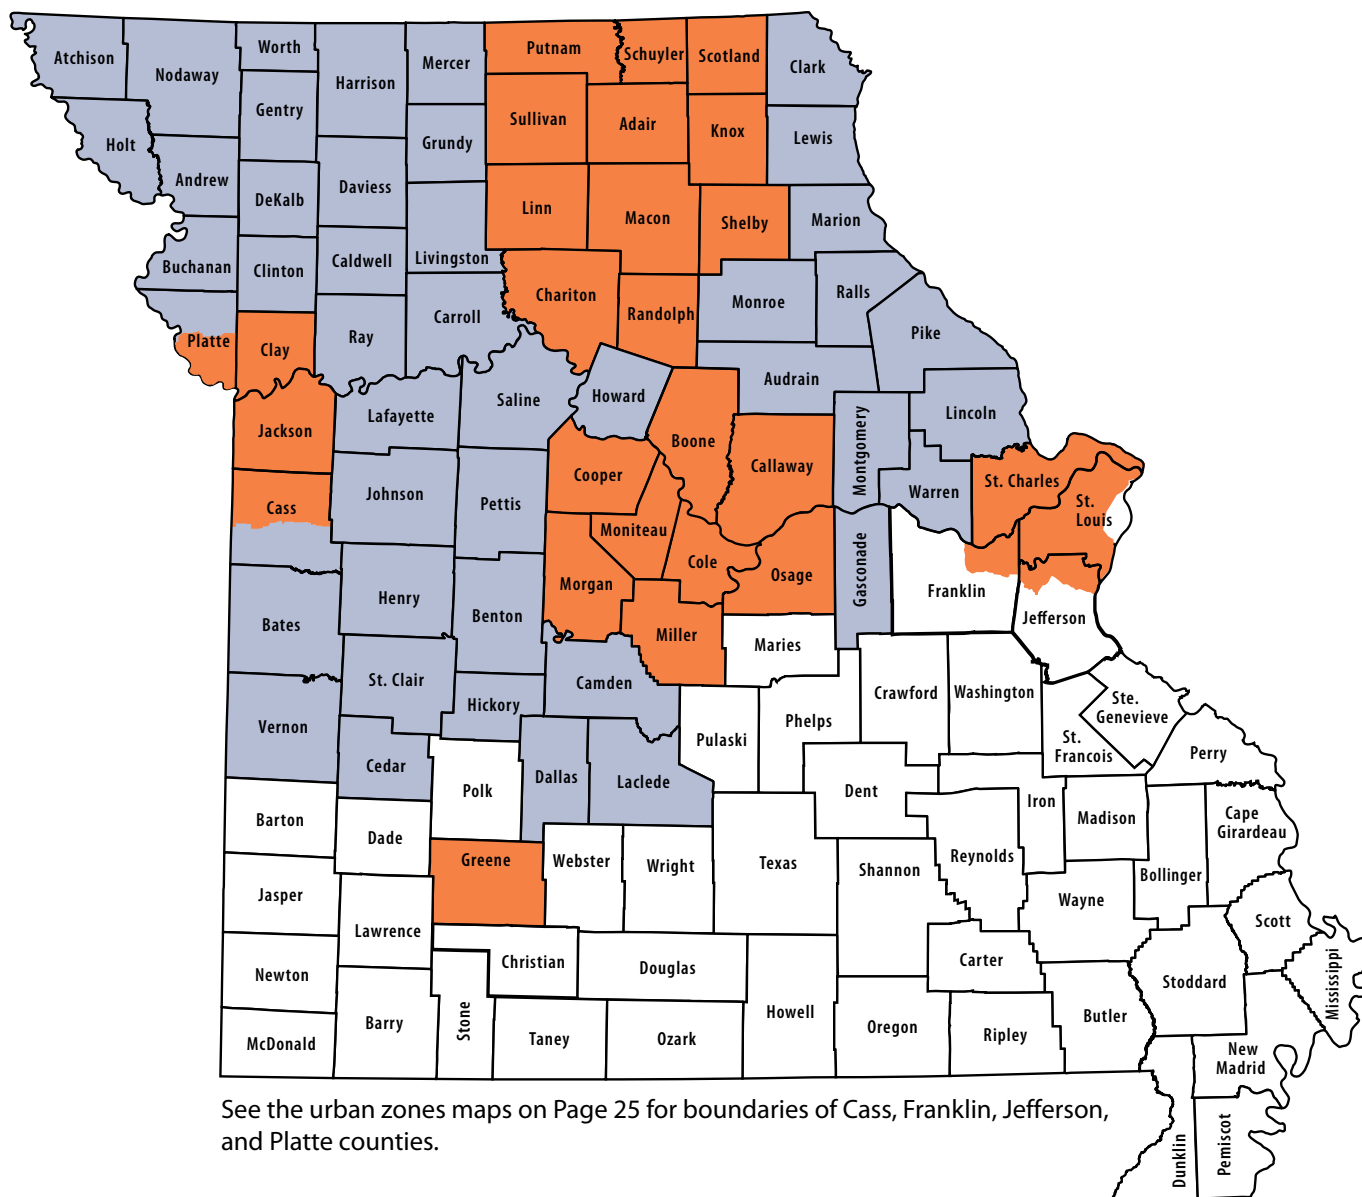 Atchison
Nodaway
Worth
Harrison
Mercer
Putnam
Schuyler
Scotland
Clark
Holt
Gentry
Grundy
Sullivan
Adair
Knox
Lewis
Andrew
DeKalb
Daviess
Livingston
Linn
Macon
Shelby
Marion
Buchanan
Clinton
Caldwell
Carroll
Chariton
Randolph
Monroe
Ralls
Pike
Platte
Clay
Ray
Saline
Howard
Audrain
Lincoln
Jackson
Lafayette
Boone
Callaway
Montgomery
Warren
St. Charles
St.
Louis
Cass
Johnson
Pettis
Cooper
Moniteau
Cole
Osage
Gasconade
Franklin
Jefferson
Bates
Henry
Benton
Morgan
Miller
Maries
Vernon
St. Clair
Hickory
Camden
Pulaski
Phelps
Crawford
Washington
St.
Francois
Ste.
Genevieve
Perry
Cedar
Polk
Dallas
Laclede
Dent
Iron
Madison
Cape
Girardeau
Barton
Dade
Greene
Webster
Wright
Texas
Shannon
Reynolds
Wayne
Bollinger
Jasper
Lawrence
Christian
Douglas
Howell
Carter
Stoddard
Scott
Mississippi
Newton
McDonald
Barry
Stone
Taney
Ozark
Oregon
Ripley
Butler
New
Madrid
Dunklin
Pemiscot
See the urban zones maps on Page 25 for boundaries of Cass, Franklin, Jefferson,
and Platte counties.